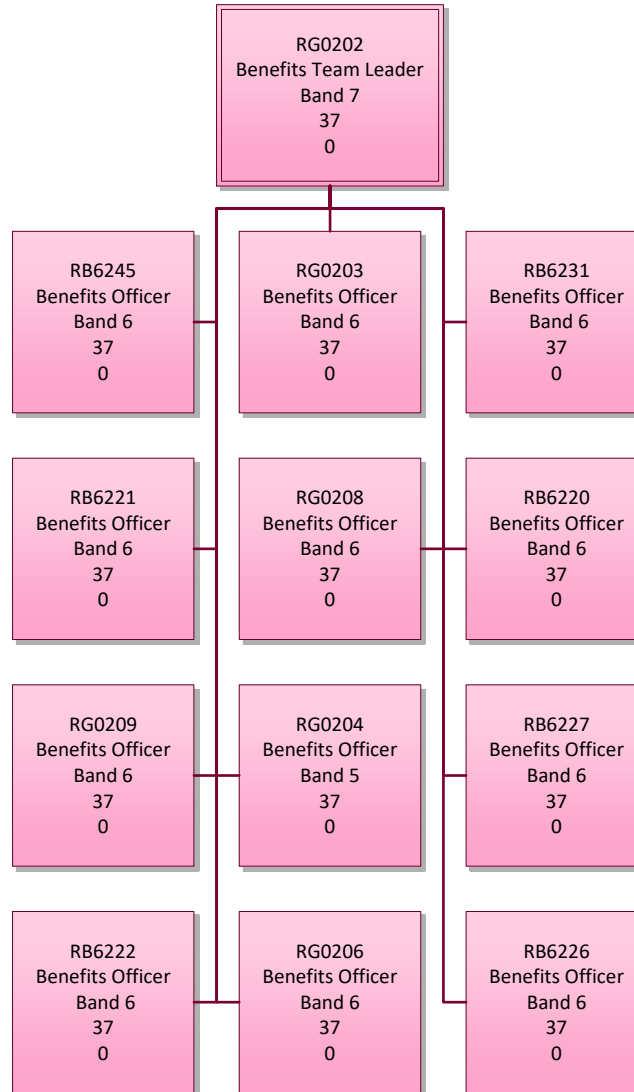 RG0202
Benefits Team Leader
Band 7
37
0
RB6245
Benefits Officer
Band 6
37
0
RG0203
Benefits Officer
Band 6
37
0
RB6231
Benefits Officer
Band 6
37
0
RB6221
Benefits Officer
Band 6
37
0
RG0208
Benefits Officer
Band 6
37
0
RB6220
Benefits Officer
Band 6
37
0
RG0209
Benefits Officer
Band 6
37
0
RG0204
Benefits Officer
Band 5
37
0
RB6227
Benefits Officer
Band 6
37
0
RB6222
Benefits Officer
Band 6
37
0
RG0206
Benefits Officer
Band 6
37
0
RB6226
Benefits Officer
Band 6
37
0